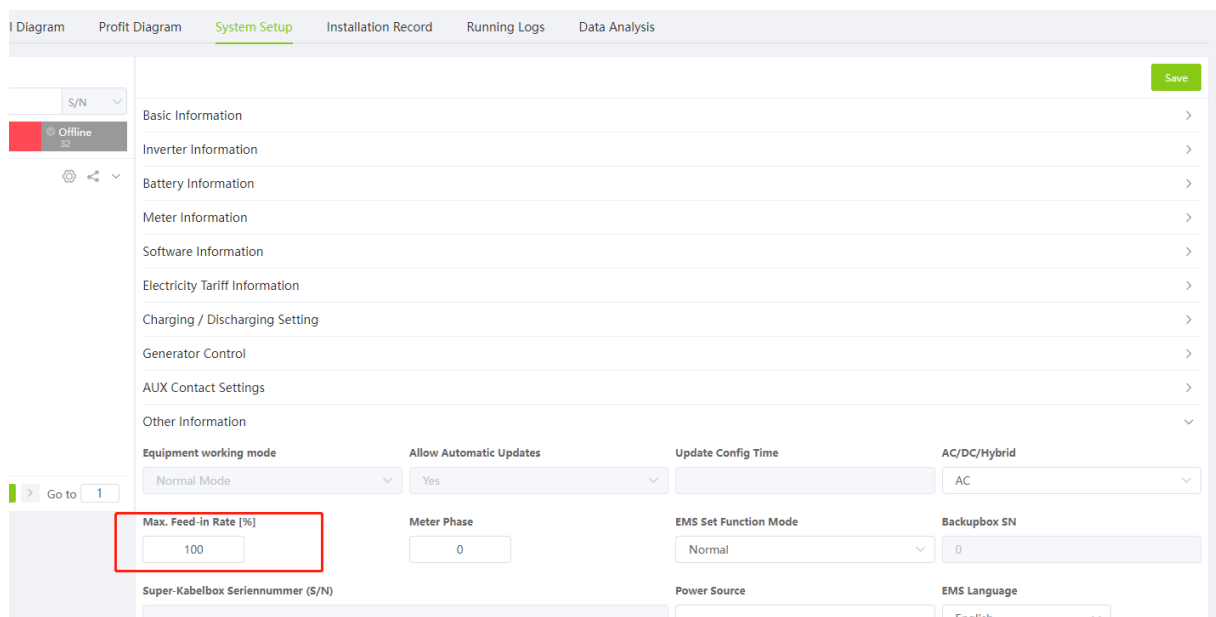 l Diagram Profit Diagram System Setup Installation Record Running Logs Data Analysis
Save
S/N
Offline
32
Basic Information
Inverter Information
Battery Information
Meter Information
Software Information
Electricity Tariff Information
Charging / Discharging Setting
Generator Control
AUX Contact Settings
Other Information
Equipment working mode Allow Automatic Updates Update Config Time AC/DC/Hybrid
Normal Mode Yes AC
Go to 1
Max. Feed-in Rate [%] Meter Phase EMS Set Function Mode Backupbox SN
100 0 Normal 0
Super-Kabelbox Seriennummer (S/N) Power Source EMS Language
English